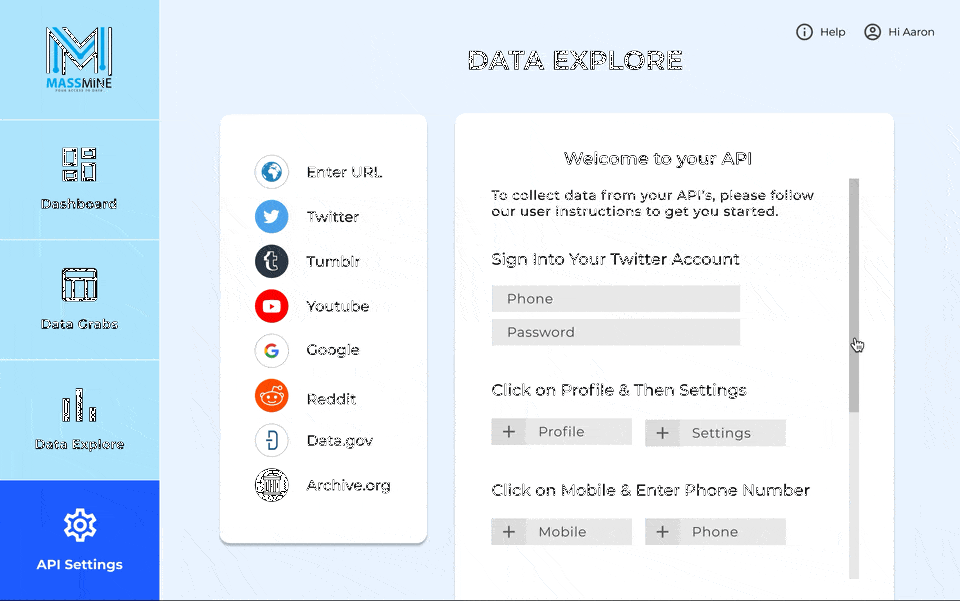 MASSMINE
YOUR ACCESS TO DATA
Dashboard
Data Grabs
Data Explore
API Settings
Help
Hi Aaron
DATA EXPLORE
Enter URL
Twitter
Tumblr
Youtube
Google
Reddit
Data.gov
Archive.org
Welcome to your API
To collect data from your API's, please follow
our user instructions to get you started.
Sign Into Your Twitter Account
Phone
Password
Click on Profile & Then Settings
+ Profile
+ Settings
Click on Mobile & Enter Phone Number
+ Mobile
+ Phone